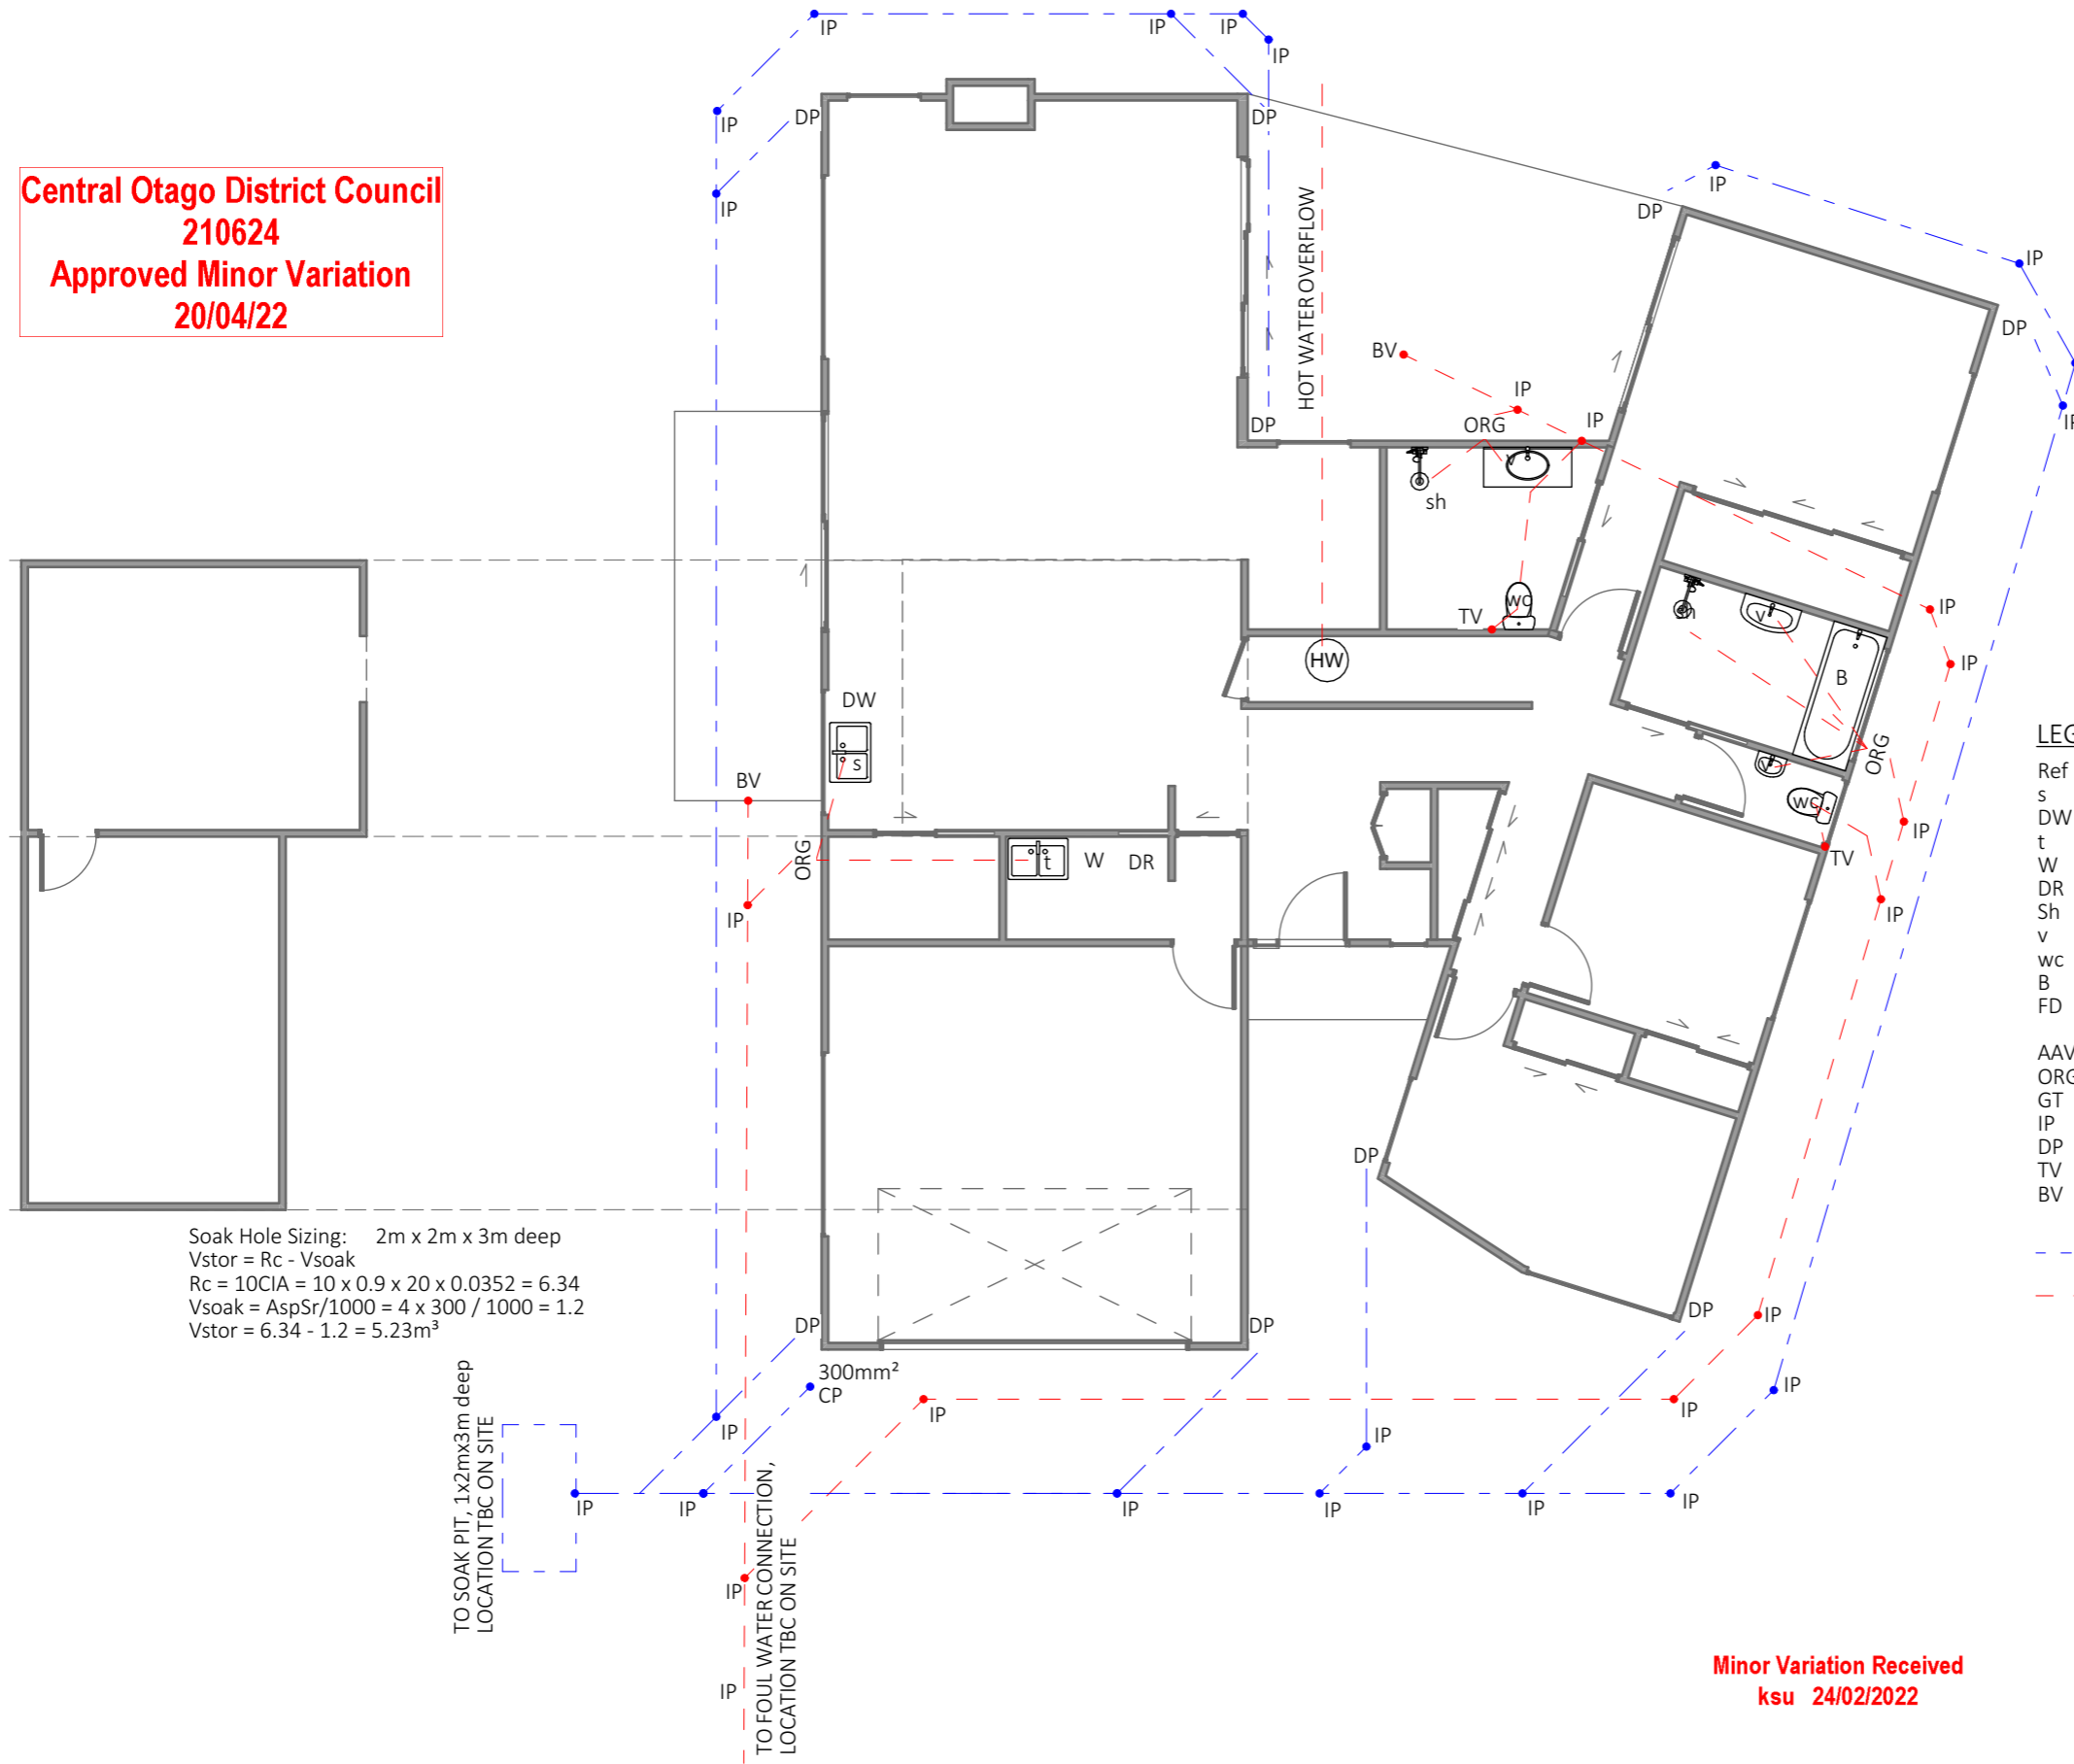 Central Otago District Council
210624
Approved Minor Variation
20/04/22
IP
IP
IP
IP
IP
DP
DP
IP
IP
DP
IP
DP
IP
HOT WATER OVERFLOW
BV
IP
ORG
IP
DP
v
sh
wc
TV
HW
sh
v
B
IP
IP
ORG
v
wc
TV
IP
IP
DW
s
BV
ORG
t
W
DR
IP
LEG
Ref
s
DW
t
W
DR
Sh
v
wc
B
FD
AAV
ORG
GT
IP
DP
TV
BV
Soak Hole Sizing: 2m x 2m x 3m deep
Vstor = Rc - Vsoak
Rc = 10CIA = 10 x 0.9 x 20 x 0.0352 = 6.34
Vsoak = AspSr/1000 = 4 x 300 / 1000 = 1.2
Vstor = 6.34 - 1.2 = 5.23m³
DP
DP
DP
DP
IP
300mm²
CP
IP
IP
IP
IP
IP
IP
IP
IP
IP
IP
IP
TO SOAK PIT, 1x2mx3m deep
LOCATION TBC ON SITE
TO FOUL WATER CONNECTION,
LOCATION TBC ON SITE
IP
IP
Minor Variation Received
ksu 24/02/2022